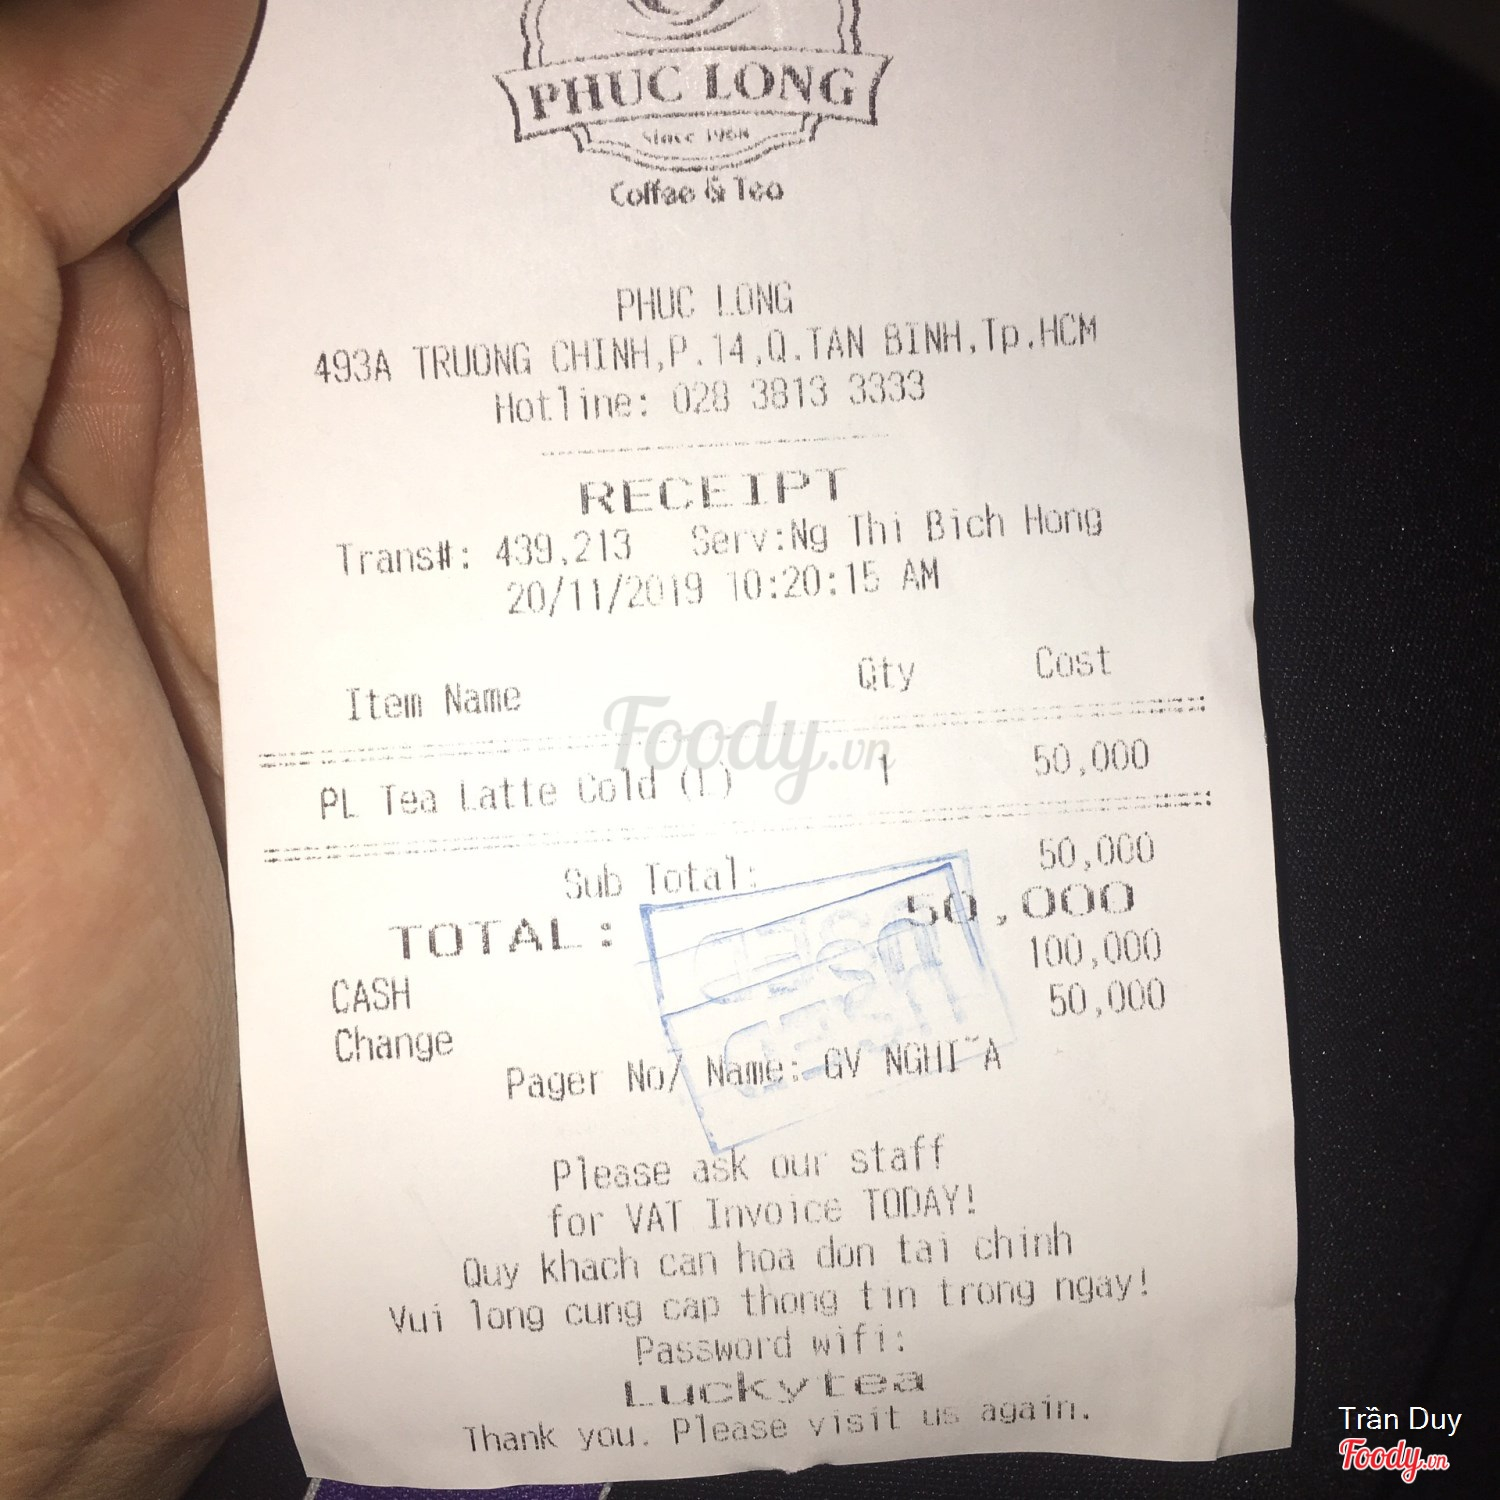 PHUC LONG
Since 1968
Coffee & Tea
PHUC LONG
493A TRUONG CHINH,P.14,Q.TAN BINH,Tp.HCM
Hotline: 028 3813 3333
RECEIPT
Trans#: 439,213 Serv:Ng Thi Bich Hong
20/11/2019 10:20:15 AM
Item Name Qty Cost
PL Tea Latte Cold (L) 1 50,000
Foody.vn
Sub Total: 50,000
TOTAL: 50,000
CASH 100,000
Change 50,000
USED
USED
Pager No/ Name: GV NGHI˜A
Please ask our staff
for VAT Invoice TODAY!
Quy khach can hoa don tai chinh
Vui long cung cap thong tin trong ngay!
Password wifi:
Luckytea
Thank you. Please visit us again.
Trần Duy
Foody.vn